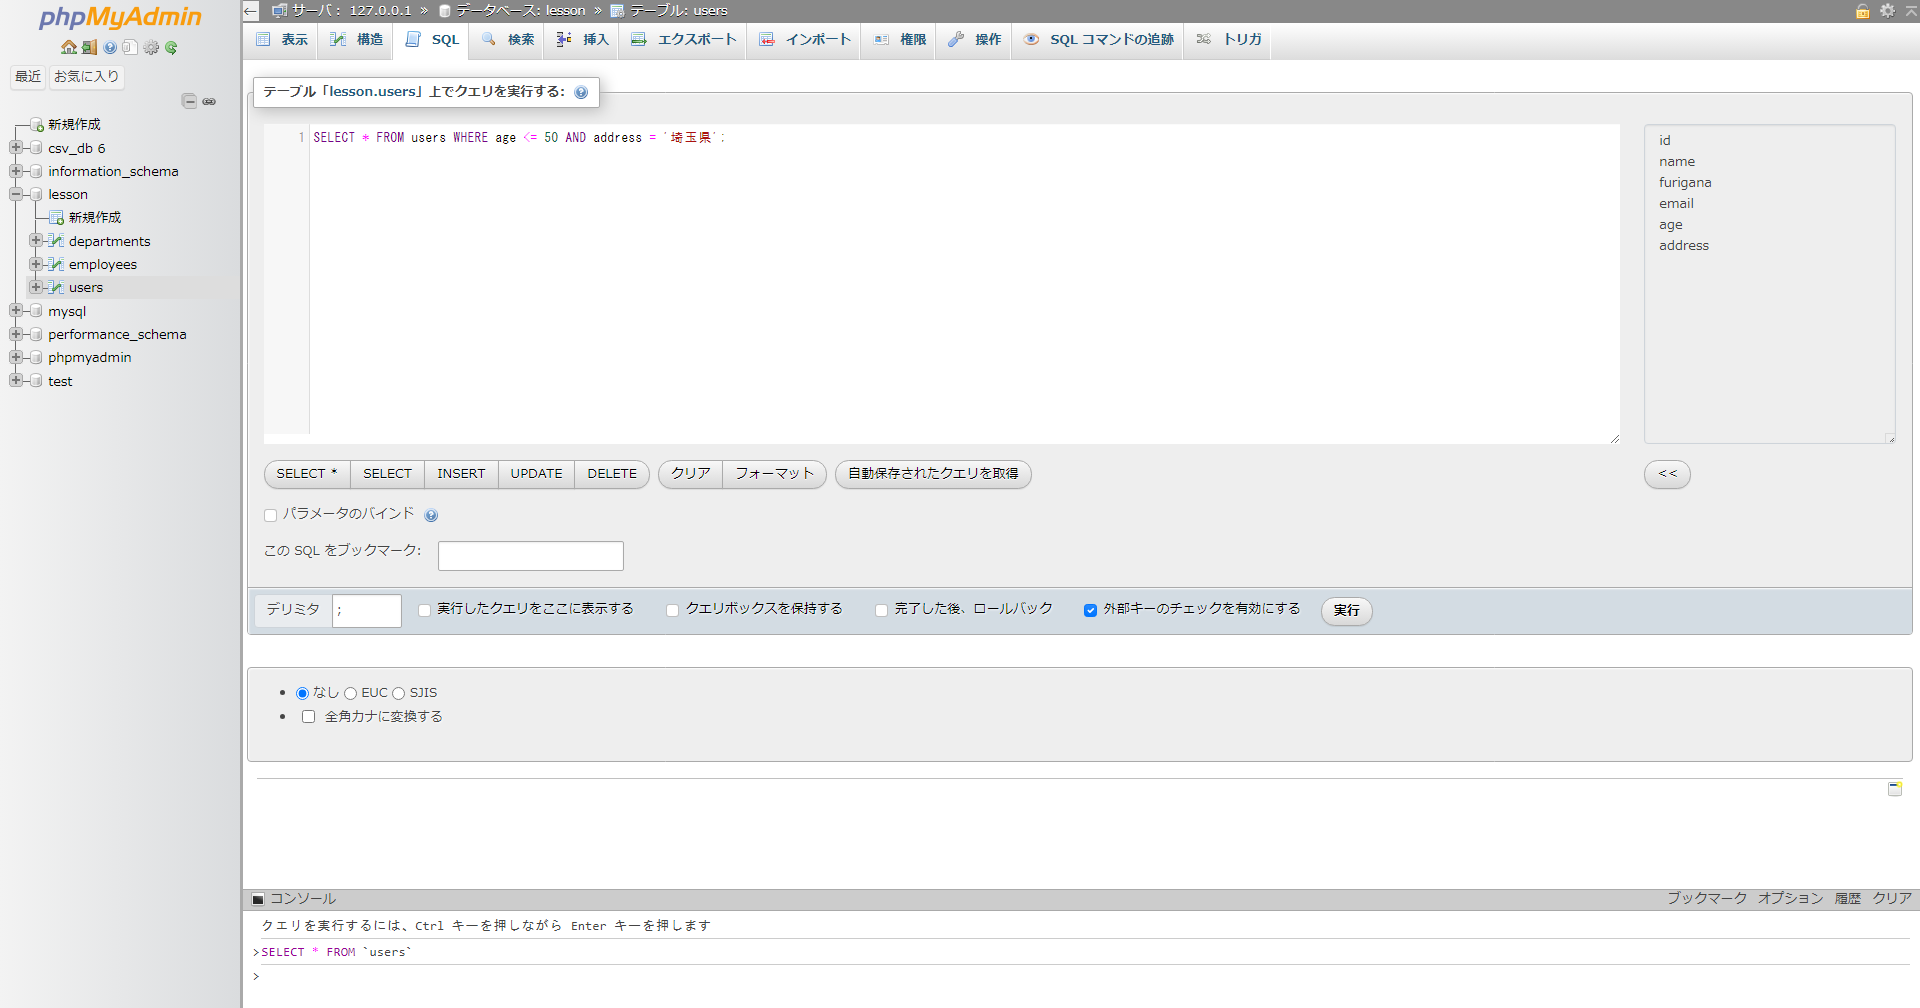 phpMyAdmin
最近 お気に入り
新規作成
csv_db 6
information_schema
lesson
新規作成
departments
employees
users
mysql
performance_schema
phpmyadmin
test
サーバ: 127.0.0.1 » データベース: lesson » テーブル: users
表示 構造 SQL 検索 挿入 エクスポート インポート 権限 操作 SQL コマンドの追跡 トリガ
テーブル「lesson.users」上でクエリを実行する:
1 SELECT * FROM users WHERE age <= 50 AND address = '埼玉県';
id
name
furigana
email
age
address
SELECT * SELECT INSERT UPDATE DELETE クリア フォーマット 自動保存されたクエリを取得 <<
パラメータのバインド
この SQL をブックマーク:
デリミタ ; 実行したクエリをここに表示する クエリボックスを保持する 完了した後、ロールバック 外部キーのチェックを有効にする 実行
なし EUC SJIS
全角カナに変換する
コンソール ブックマーク オプション 履歴 クリア
クエリを実行するには、Ctrl キーを押しながら Enter キーを押します
>SELECT * FROM `users`
>